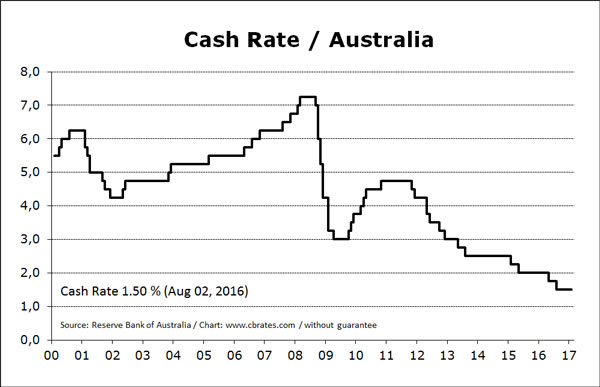 Cash Rate / Australia
8,0
7,0
6,0
5,0
4,0
3,0
2,0
1,0
0,0
Cash Rate 1.50 % (Aug 02, 2016)
Source: Reserve Bank of Australia / Chart: www.cbrates.com / without guarantee
00 01 02 03 04 05 06 07 08 09 10 11 12 13 14 15 16 17